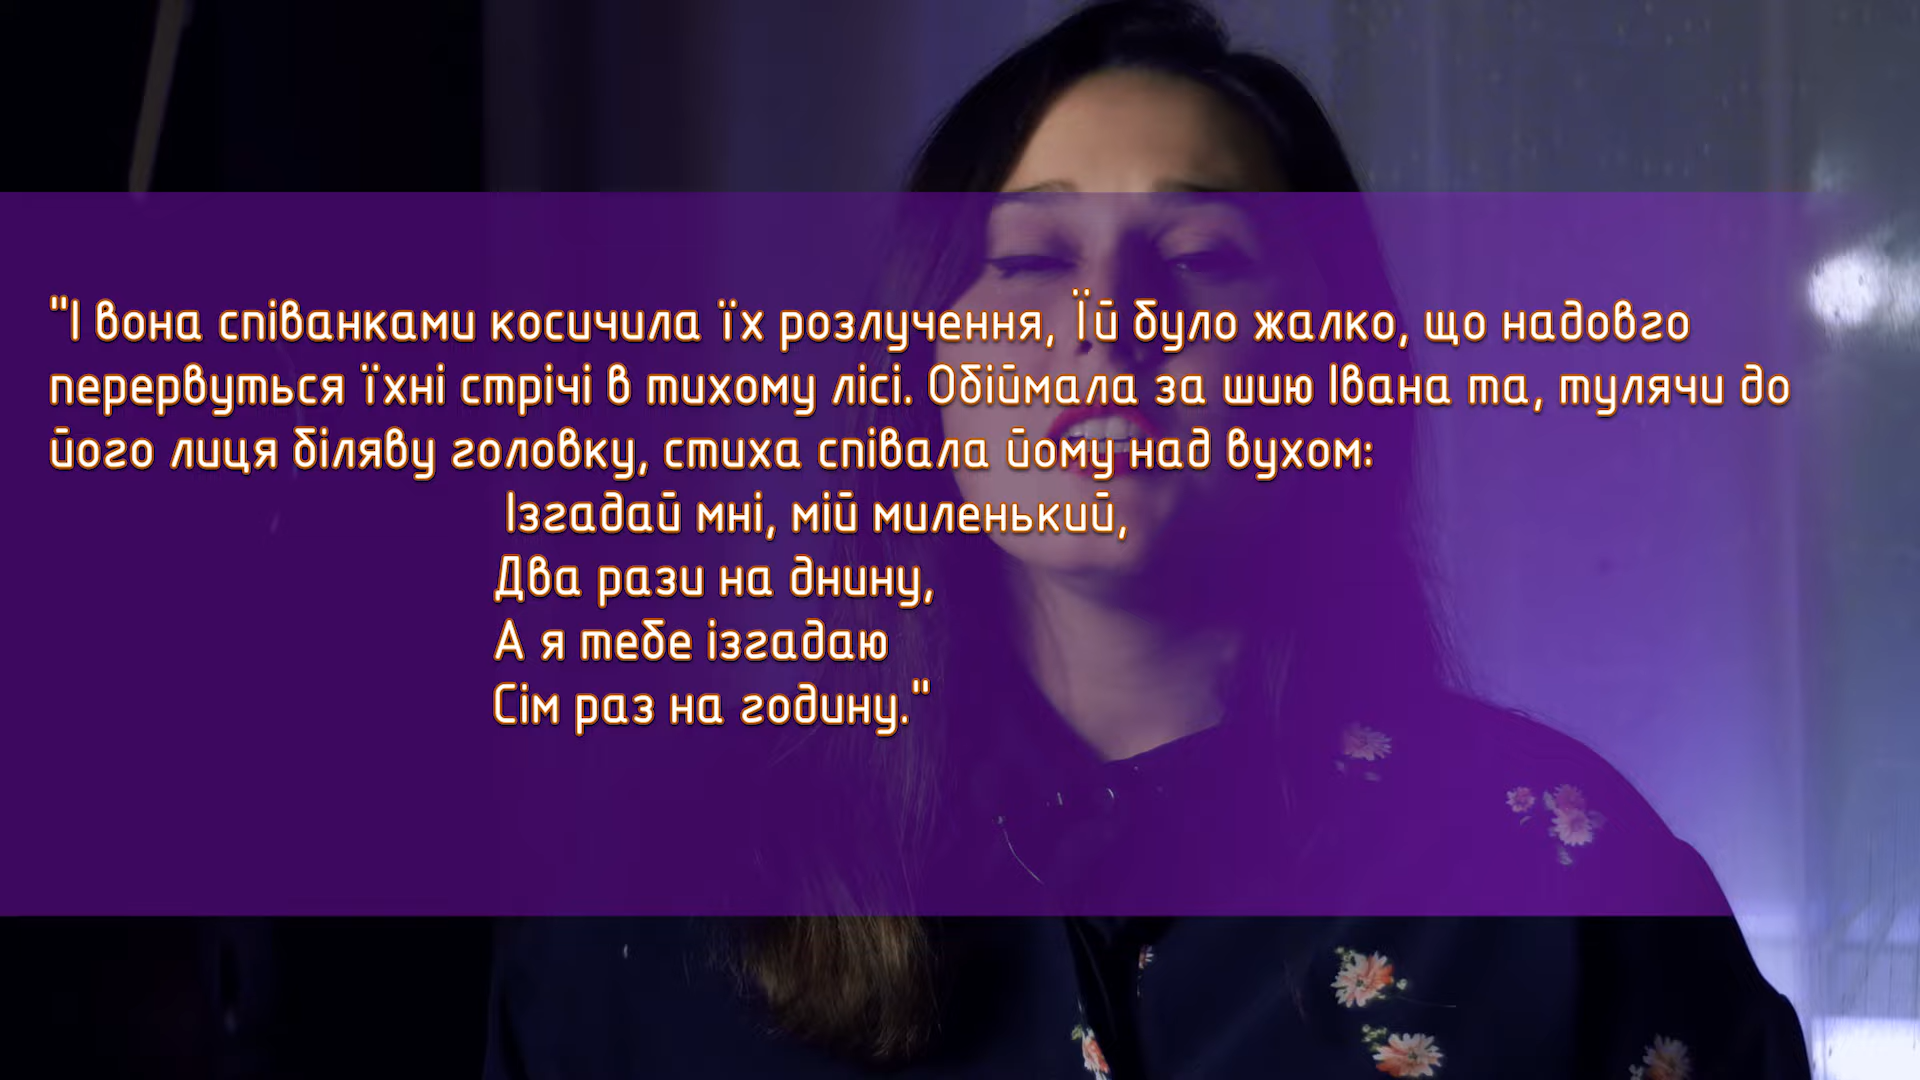 "І вона співанками косичила їх розлучення, Їй було жалко, що надовго
перервуться їхні стрічі в тихому лісі. Обіймала за шию Івана та, тулячи до
його лиця біляву головку, стиха співала йому над вухом:
Ізгадай мні, мій миленький,
Два рази на днину,
А я тебе ізгадаю
Сім раз на годину."